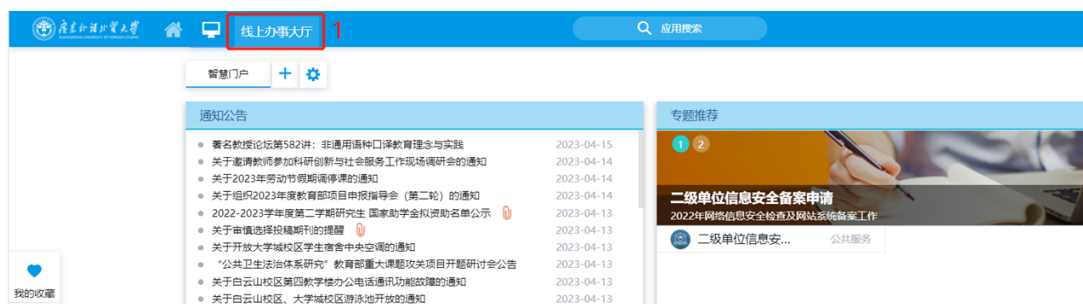 广东外语外贸大学
线上办事大厅 1
应用搜索
智慧门户
通知公告
著名教授论坛第582讲：非通用语种口译教育理念与实践 2023-04-15
关于邀请教师参加科研创新与社会服务工作现场调研会的通知 2023-04-14
关于2023年劳动节假期调停课的通知 2023-04-14
关于组织2023年度教育部项目申报指导会（第二轮）的通知 2023-04-14
2022-2023学年度第二学期研究生 国家助学金拟资助名单公示 2023-04-13
关于审慎选择投稿期刊的提醒 2023-04-13
关于开放大学城校区学生宿舍中央空调的通知 2023-04-13
“公共卫生法治体系研究”教育部重大课题攻关项目开题研讨会公告 2023-04-13
关于白云山校区第四教学楼办公电话通讯功能故障的通知 2023-04-13
关于白云山校区、大学城校区游泳池开放的通知 2023-04-13
专题推荐
1 2
二级单位信息安全备案申请
2022年网络信息安全检查及网站系统备案工作
二级单位信息安... 公共服务
我的收藏